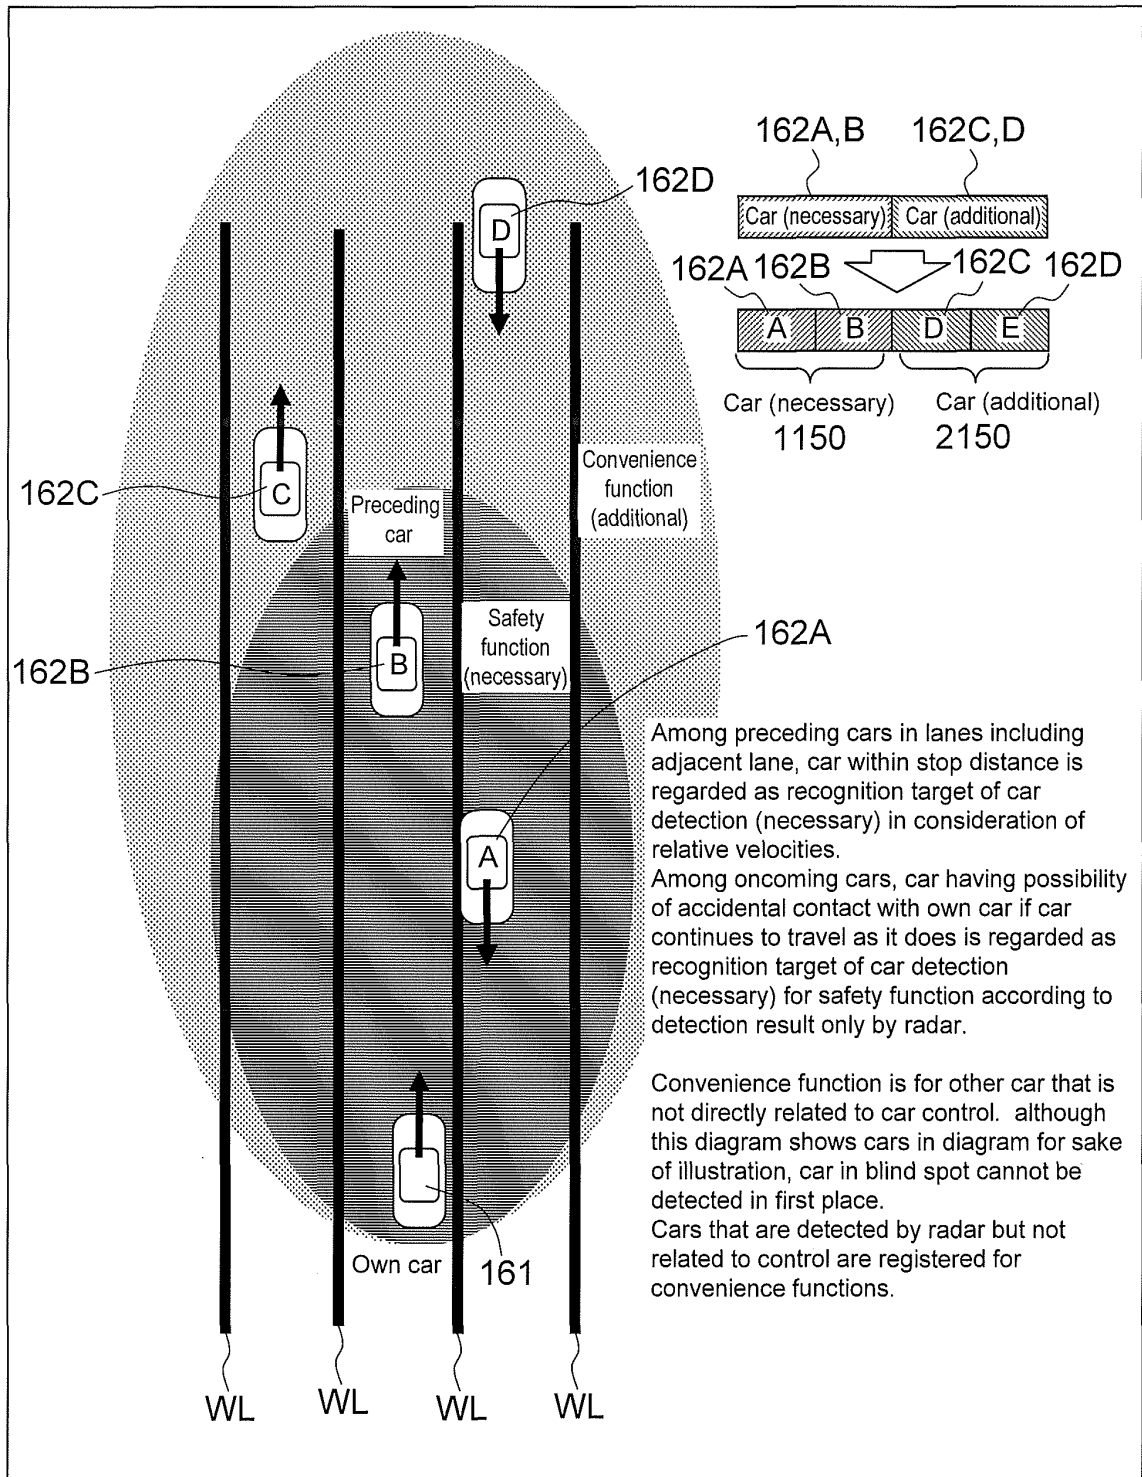 162A,B
162C,D
Car (necessary)
Car (additional)
162A
162B
162C
162D
A
B
D
E
Car (necessary)
1150
Car (additional)
2150
162D
D
162C
C
Preceding
car
Convenience
function
(additional)
162B
B
Safety
function
(necessary)
162A
A
Among preceding cars in lanes including
adjacent lane, car within stop distance is
regarded as recognition target of car
detection (necessary) in consideration of
relative velocities.
Among oncoming cars, car having possibility
of accidental contact with own car if car
continues to travel as it does is regarded as
recognition target of car detection
(necessary) for safety function according to
detection result only by radar.
Convenience function is for other car that is
not directly related to car control.  although
this diagram shows cars in diagram for sake
of illustration, car in blind spot cannot be
detected in first place.
Cars that are detected by radar but not
related to control are registered for
convenience functions.
Own car
161
WL
WL
WL
WL